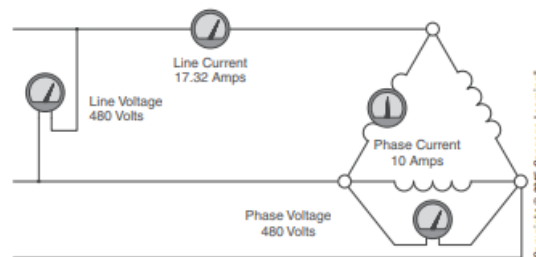 Line Current
17.32 Amps
Line Voltage
480 Volts
Phase Current
10 Amps
Phase Voltage
480 Volts